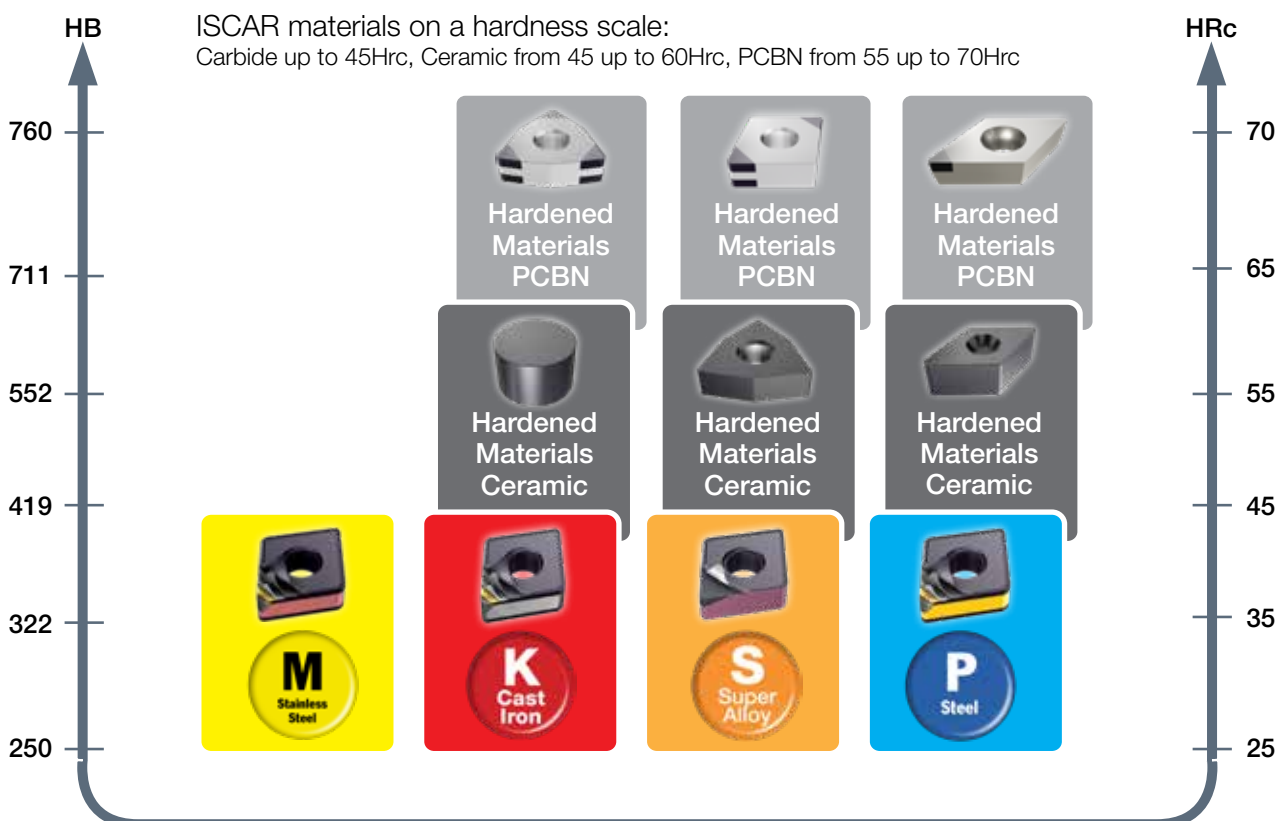 HB
ISCAR materials on a hardness scale:
HRc
Carbide up to 45Hrc, Ceramic from 45 up to 60Hrc, PCBN from 55 up to 70Hrc
760
70
Hardened
Materials
PCBN
Hardened
Materials
PCBN
Hardened
Materials
PCBN
711
65
552
55
Hardened
Materials
Ceramic
Hardened
Materials
Ceramic
Hardened
Materials
Ceramic
419
45
322
35
M
Stainless
Steel
K
Cast
Iron
S
Super
Alloy
P
Steel
250
25